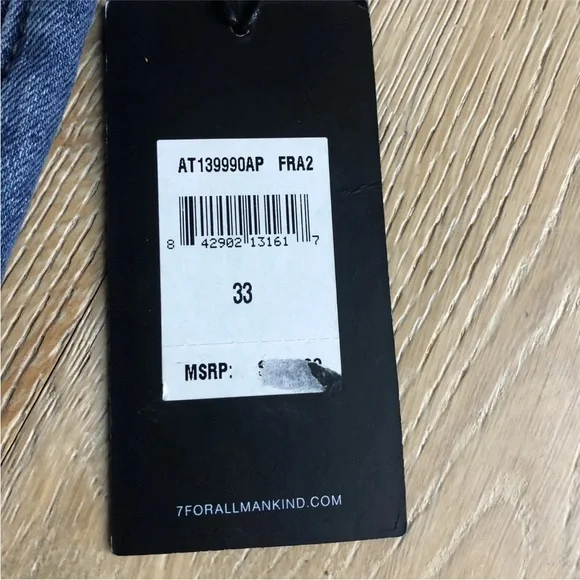 AT139990AP FRA2
8 42902 13161 7
33
MSRP:
7FORALLMANKIND.COM